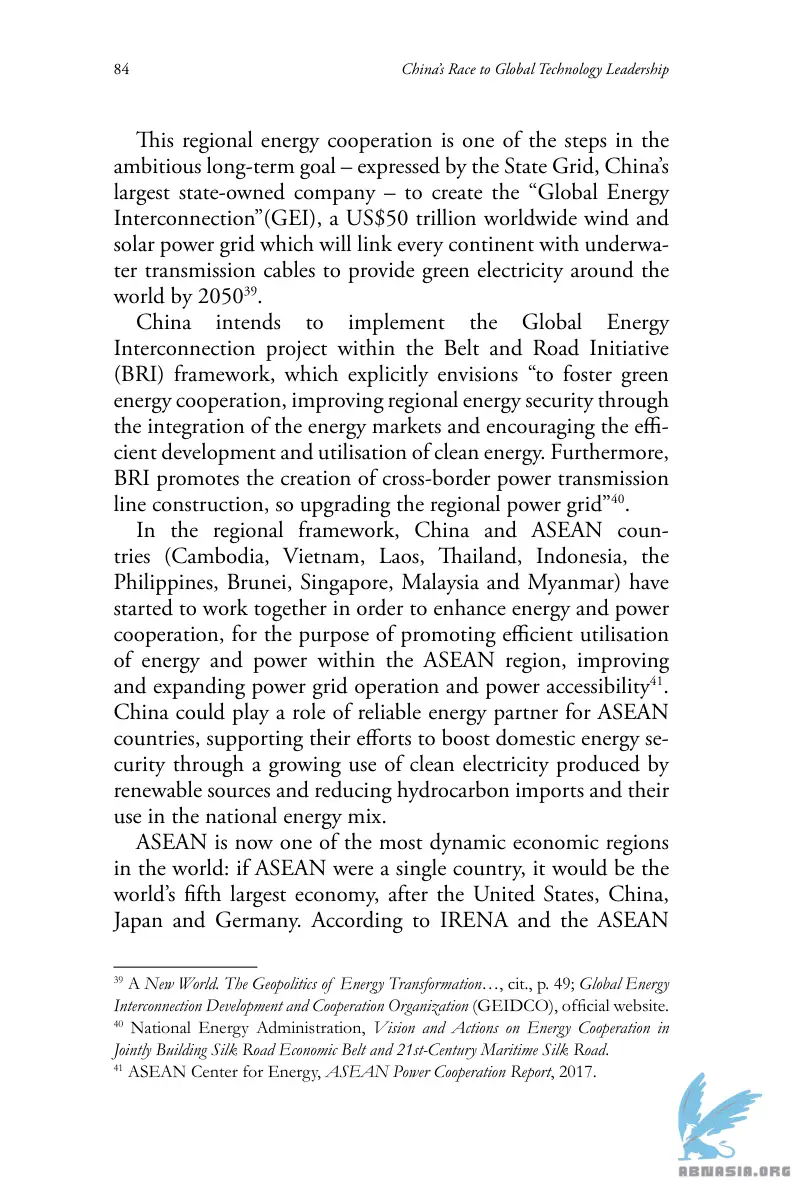 84
China's Race to Global Technology Leadership
This regional energy cooperation is one of the steps in the
ambitious long-term goal – expressed by the State Grid, China's
largest state-owned company – to create the “Global Energy
Interconnection”(GEI), a US$50 trillion worldwide wind and
solar power grid which will link every continent with underwa-
ter transmission cables to provide green electricity around the
world by 2050³⁹.
China intends to implement the Global Energy
Interconnection project within the Belt and Road Initiative
(BRI) framework, which explicitly envisions “to foster green
energy cooperation, improving regional energy security through
the integration of the energy markets and encouraging the effi-
cient development and utilisation of clean energy. Furthermore,
BRI promotes the creation of cross-border power transmission
line construction, so upgrading the regional power grid”⁴⁰.
In the regional framework, China and ASEAN coun-
tries (Cambodia, Vietnam, Laos, Thailand, Indonesia, the
Philippines, Brunei, Singapore, Malaysia and Myanmar) have
started to work together in order to enhance energy and power
cooperation, for the purpose of promoting efficient utilisation
of energy and power within the ASEAN region, improving
and expanding power grid operation and power accessibility⁴¹.
China could play a role of reliable energy partner for ASEAN
countries, supporting their efforts to boost domestic energy se-
curity through a growing use of clean electricity produced by
renewable sources and reducing hydrocarbon imports and their
use in the national energy mix.
ASEAN is now one of the most dynamic economic regions
in the world: if ASEAN were a single country, it would be the
world's fifth largest economy, after the United States, China,
Japan and Germany. According to IRENA and the ASEAN
³⁹ A New World. The Geopolitics of Energy Transformation…, cit., p. 49; Global Energy
Interconnection Development and Cooperation Organization (GEIDCO), official website.
⁴⁰ National Energy Administration, Vision and Actions on Energy Cooperation in
Jointly Building Silk Road Economic Belt and 21st-Century Maritime Silk Road.
⁴¹ ASEAN Center for Energy, ASEAN Power Cooperation Report, 2017.
ABNASIA.ORG